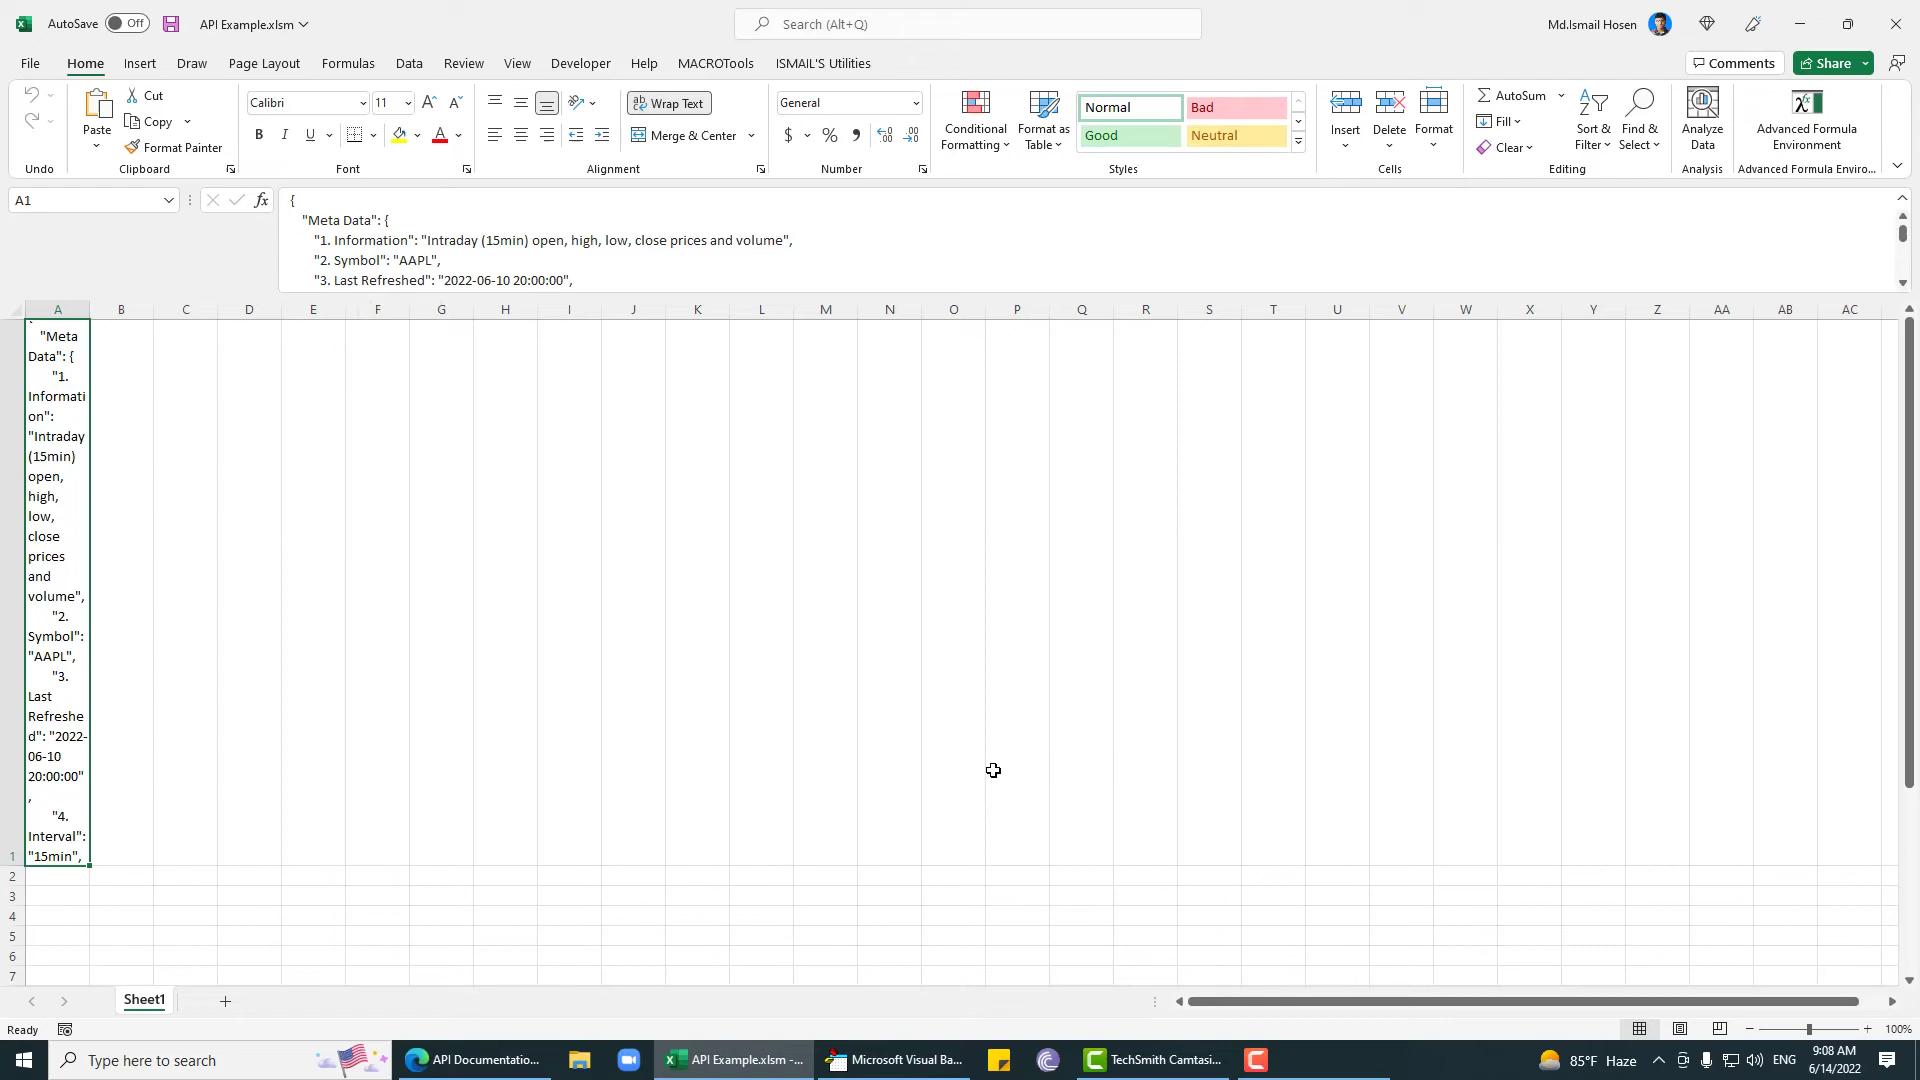 AutoSave Off API Example.xlsm Search (Alt+Q) Md.Ismail Hosen
File Home Insert Draw Page Layout Formulas Data Review View Developer Help MACROTools ISMAIL'S Utilities Comments Share
Paste Cut
Copy
Format Painter
Calibri 11
B I U A
Wrap Text
Merge & Center
General
$ % ,
Conditional Formatting
Format as Table
Normal Bad
Good Neutral
Insert Delete Format
AutoSum
Fill
Clear
Sort & Filter
Find & Select
Analyze Data
Advanced Formula Environment
Undo Clipboard Font Alignment Number Styles Cells Editing Analysis Advanced Formula Enviro...
A1 fx {
"Meta Data": {
"1. Information": "Intraday (15min) open, high, low, close prices and volume",
"2. Symbol": "AAPL",
"3. Last Refreshed": "2022-06-10 20:00:00",
A B C D E F G H I J K L M N O P Q R S T U V W X Y Z AA AB AC
"Meta
Data": {
"1.
Informati
on":
"Intraday
(15min)
open,
high,
low,
close
prices
and
volume",
"2.
Symbol":
"AAPL",
"3.
Last
Refreshe
d": "2022-
06-10
20:00:00"
,
"4.
Interval":
1 "15min",
2
3
4
5
6
7
Sheet1
Ready 100%
Type here to search API Documentatio... API Example.xlsm -... Microsoft Visual Ba... TechSmith Camtasi... 85°F Haze ENG 9:08 AM
6/14/2022